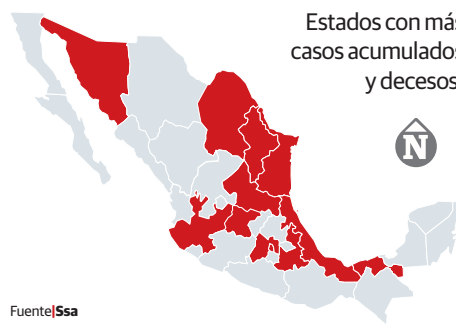 Estados con más
casos acumulados
y decesos
N
Fuente|Ssa